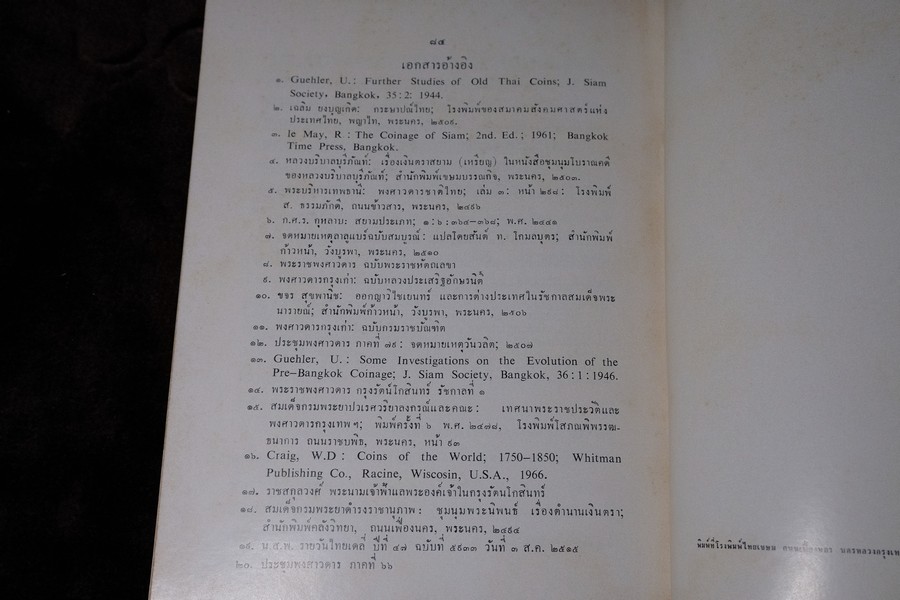 ๘๕
เอกสารอ้างอิง
๑. Guehler, U.: Further Studies of Old Thai Coins; J. Siam
Society, Bangkok, 35:2: 1944.
๒. เฉลิม ยงบุญเกิด: กระษาปณ์ไทย; โรงพิมพ์ของสมาคมสังคมศาสตร์แห่ง
ประเทศไทย, พญาไท, พระนคร, ๒๕๐๙.
๓. le May, R : The Coinage of Siam; 2nd. Ed.; 1961; Bangkok
Time Press, Bangkok.
๔. หลวงบริบาลบุรีภัณฑ์: เรื่องเงินตราสยาม (เหรียญ) ในหนังสือชุมนุมโบราณคดี
ของหลวงบริบาลบุรีภัณฑ์; สำนักพิมพ์เขษมบรรณกิจ, พระนคร, ๒๕๐๓.
๕. พระบริหารเทพธานี: พงศาวดารชาติไทย; เล่ม ๓: หน้า ๒๙๘: โรงพิมพ์
ส. ธรรมภักดี, ถนนข้าวสาร, พระนคร, ๒๔๙๖
๖. ก.ศ.ร. กุหลาบ: สยามประเภท; ๑:๖:๓๖๔-๓๖๘; พ.ศ. ๒๔๔๑
๗. จดหมายเหตุลาลูแบร์ฉบับสมบูรณ์: แปลโดยสันต์ ท. โกมลบุตร; สำนักพิมพ์
ก้าวหน้า, วังบูรพา, พระนคร, ๒๕๑๐
๘. พระราชพงศาวดาร ฉบับพระราชหัตถเลขา
๙. พงศาวดารกรุงเก่า: ฉบับหลวงประเสริฐอักษรนิติ์
๑๐. ขจร สุขพานิช: ออกญาวิไชเยนทร์ และการต่างประเทศในรัชกาลสมเด็จพระ
นารายณ์; สำนักพิมพ์ก้าวหน้า, วังบูรพา, พระนคร, ๒๕๐๖
๑๑. พงศาวดารกรุงเก่า: ฉบับกรมราชบัณฑิต
๑๒. ประชุมพงศาวดาร ภาคที่ ๗๙: จดหมายเหตุวันวลิต; ๒๕๐๗
๑๓. Guehler, U.: Some Investigations on the Evolution of the
Pre-Bangkok Coinage; J. Siam Society, Bangkok, 36:1:1946.
๑๔. พระราชพงศาวดาร กรุงรัตน์โกสินทร์ รัชกาลที่ ๑
๑๕. สมเด็จกรมพระยาปวเรศวริยาลงกรณ์และคณะ: เทศนาพระราชประวัติและ
พงศาวดารกรุงเทพฯ; พิมพ์ครั้งที่ ๖ พ.ศ. ๒๔๗๘, โรงพิมพ์โสภณพิพรรฒ-
ธนาการ ถนนราชบพิธ, พระนคร, หน้า ๙๓
๑๖. Craig, W.D : Coins of the World; 1750-1850; Whitman
Publishing Co., Racine, Wiscosin, U.S.A., 1966.
๑๗. ราชสกุลวงศ์ พระนามเจ้าฟ้าแลพระองค์เจ้าในกรุงรัตนโกสินทร์
๑๘. สมเด็จกรมพระยาดำรงราชานุภาพ: ชุมนุมพระนิพนธ์ เรื่องตำนานเงินตรา;
สำนักพิมพ์คลังวิทยา, ถนนเฟื่องนคร, พระนคร, ๒๔๙๔
๑๙. น.ส.พ. รายวันไทยเดลี่ ปีที่ ๔๗ ฉบับที่ ๕๙๓๓ วันที่ ๓ ส.ค. ๒๕๑๕
๒๐. ประชุมพงสาวดาร ภาคที่ ๖๖
พิมพ์ที่โรงพิมพ์ไทยเขษม นครหลวงกรุงเท